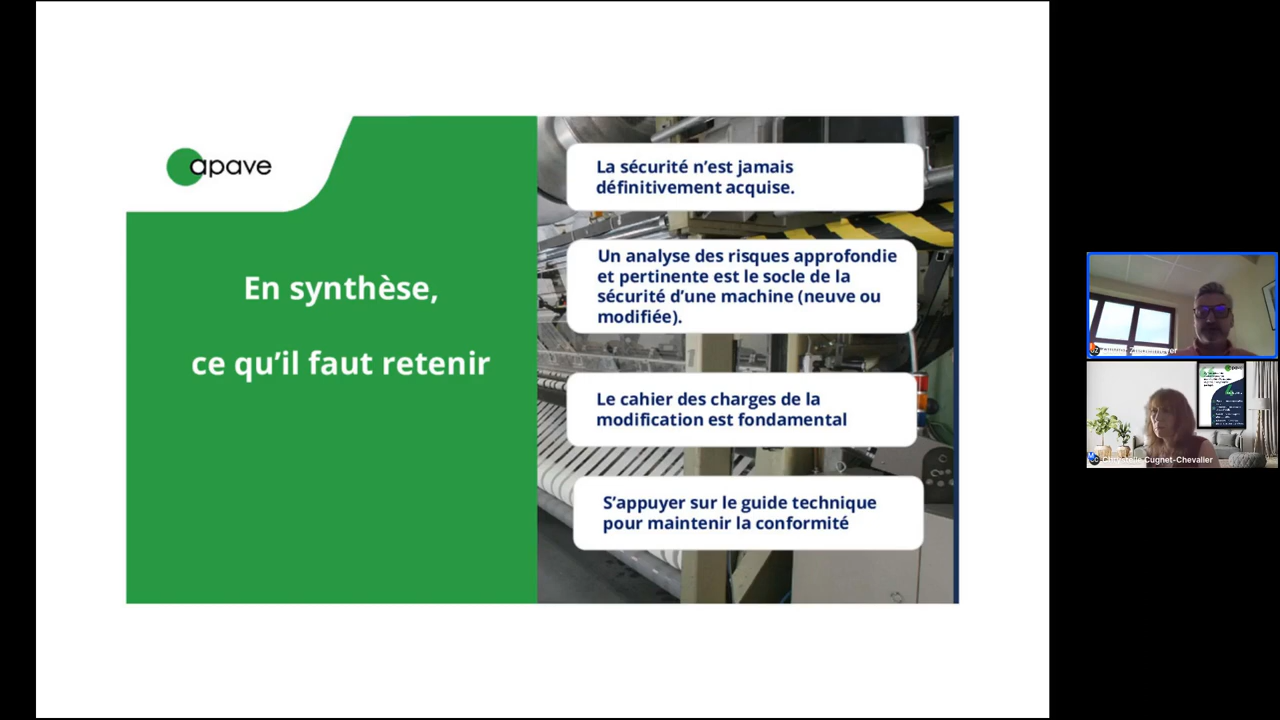 apave
En synthèse,
ce qu’il faut retenir
La sécurité n’est jamais
définitivement acquise.
Un analyse des risques approfondie
et pertinente est le socle de la
sécurité d’une machine (neuve ou
modifiée).
Le cahier des charges de la
modification est fondamental
S’appuyer sur le guide technique
pour maintenir la conformité
Cugnet-Chevalier